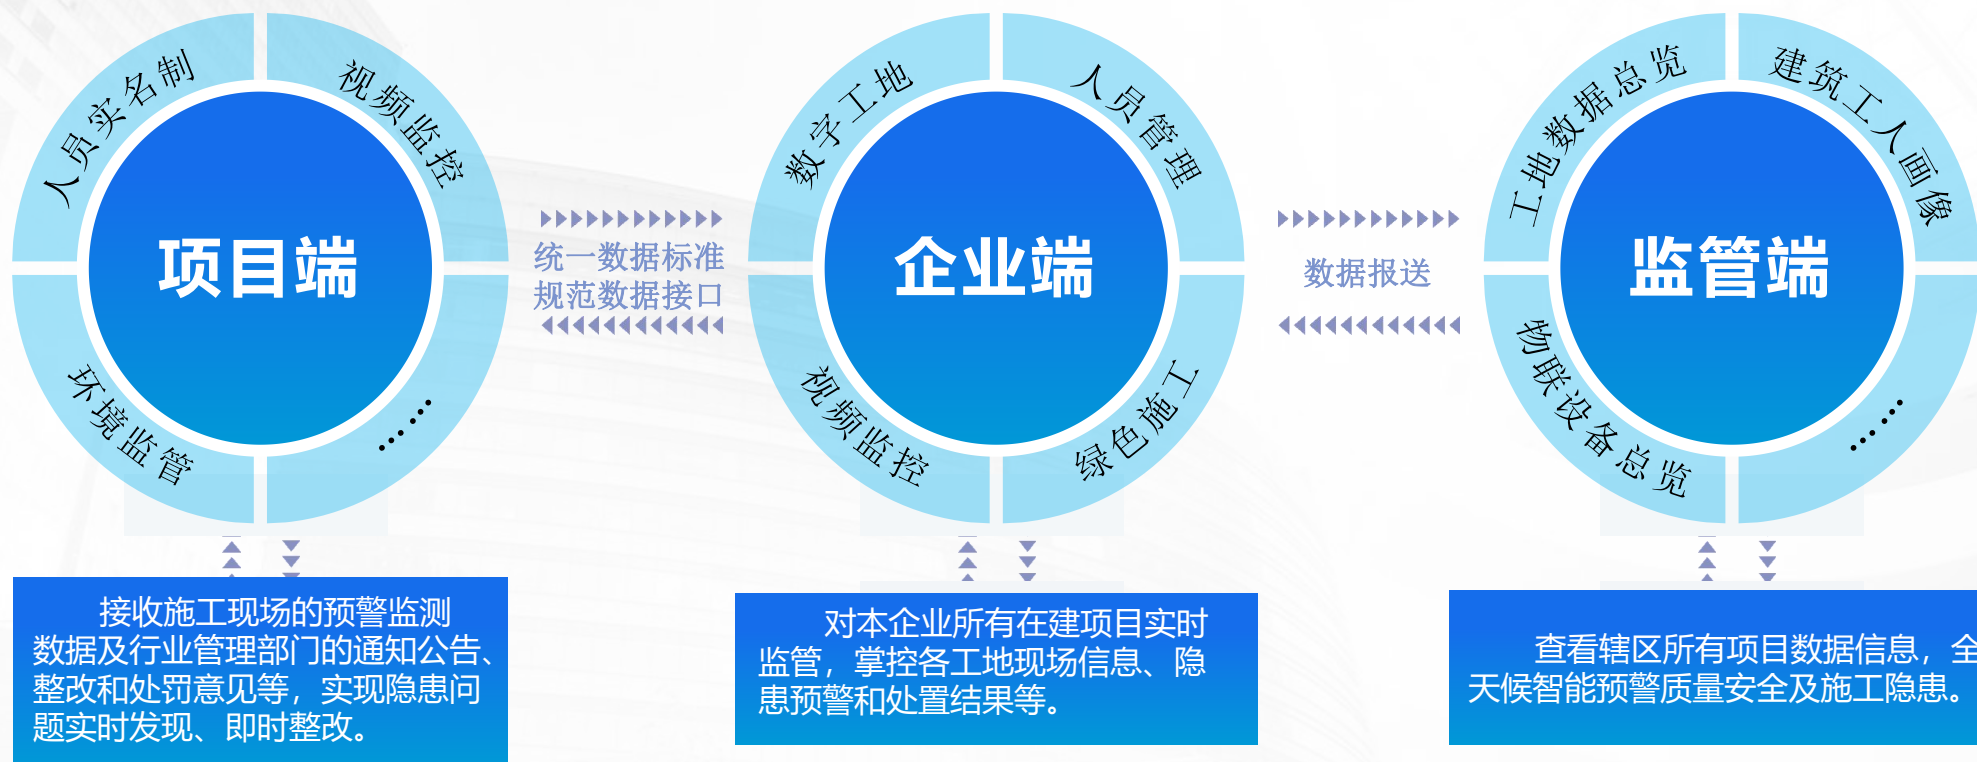 人员实名制
视频监控
项目端
环境监管
……
统一数据标准
规范数据接口
数字工地
人员管理
企业端
视频监控
绿色施工
数据报送
工地数据总览
建筑工人画像
监管端
物联设备总览
……
接收施工现场的预警监测
数据及行业管理部门的通知公告、
整改和处罚意见等，实现隐患问
题实时发现、即时整改。
对本企业所有在建项目实时
监管，掌控各工地现场信息、隐
患预警和处置结果等。
查看辖区所有项目数据信息，全
天候智能预警质量安全及施工隐患。